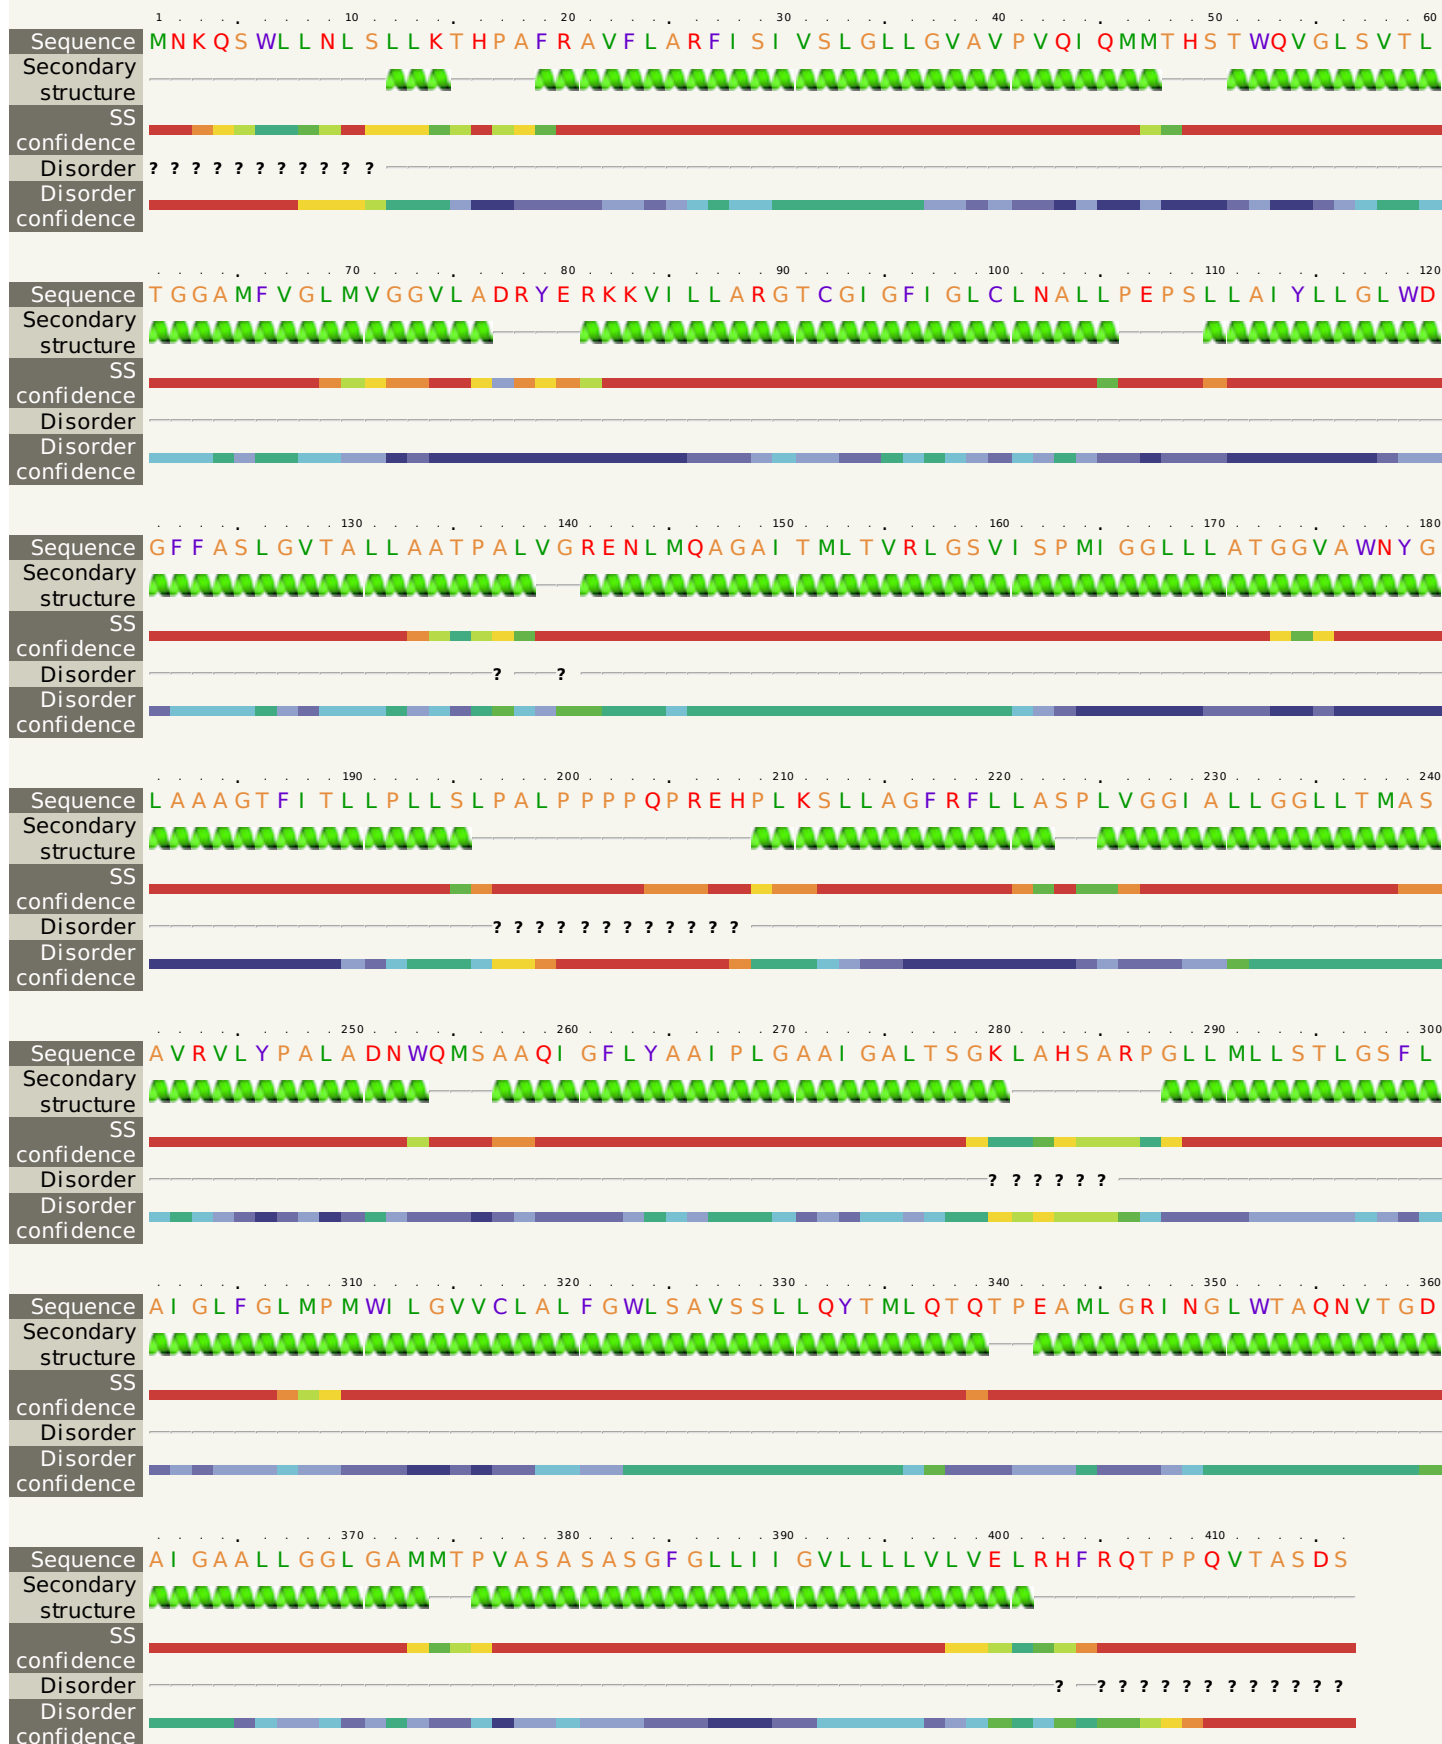 1 10 20 30 40 50 60
Sequence MNKQSWLLNLSLLKTHPAFRAVFLARFISIVSLGLLGVAVPVQIQMMTHSTWQVGLSVTL
Secondary
structure
SS
confidence
Disorder ? ? ? ? ? ? ? ? ? ? ?
Disorder
confidence
70 80 90 100 110 120
Sequence TGGAMFVGLMVGGVLADRYERKKVILLARGTCGIGFIGLCLNALLPEPSLLAIYLLGLWD
Secondary
structure
SS
confidence
Disorder
Disorder
confidence
130 140 150 160 170 180
Sequence GFFASLGVTALLAATPALVGRENLMQAGAITMLTVRLGSVISPMIGGLLLATGGVAWNYG
Secondary
structure
SS
confidence
Disorder ? ?
Disorder
confidence
190 200 210 220 230 240
Sequence LAAAGTFITLLPLLSLPALPPPPQPREHPLKSLLAGFRFLLASPLVGGIALLGGLLTMAS
Secondary
structure
SS
confidence
Disorder ? ? ? ? ? ? ? ? ? ? ? ?
Disorder
confidence
250 260 270 280 290 300
Sequence AVRVLYPALADNWQMSAAQIGFLYAAIPLGAAIGALTSGKLAHSARPGLLMLLSTLGSFL
Secondary
structure
SS
confidence
Disorder ? ? ? ? ? ?
Disorder
confidence
310 320 330 340 350 360
Sequence AIGLFGLMPMWILGVVCLALFGWLSAVSSLLQYTMLQTQTPEAMLGRINGLWTAQNVTGD
Secondary
structure
SS
confidence
Disorder
Disorder
confidence
370 380 390 400 410
Sequence AIGAALLGGLGAMMTPVASASASGFGLLIIGVLLLLVLVELRHFRQTPPQVTASDS
Secondary
structure
SS
confidence
Disorder ? ? ? ? ? ? ? ? ? ? ? ? ?
Disorder
confidence